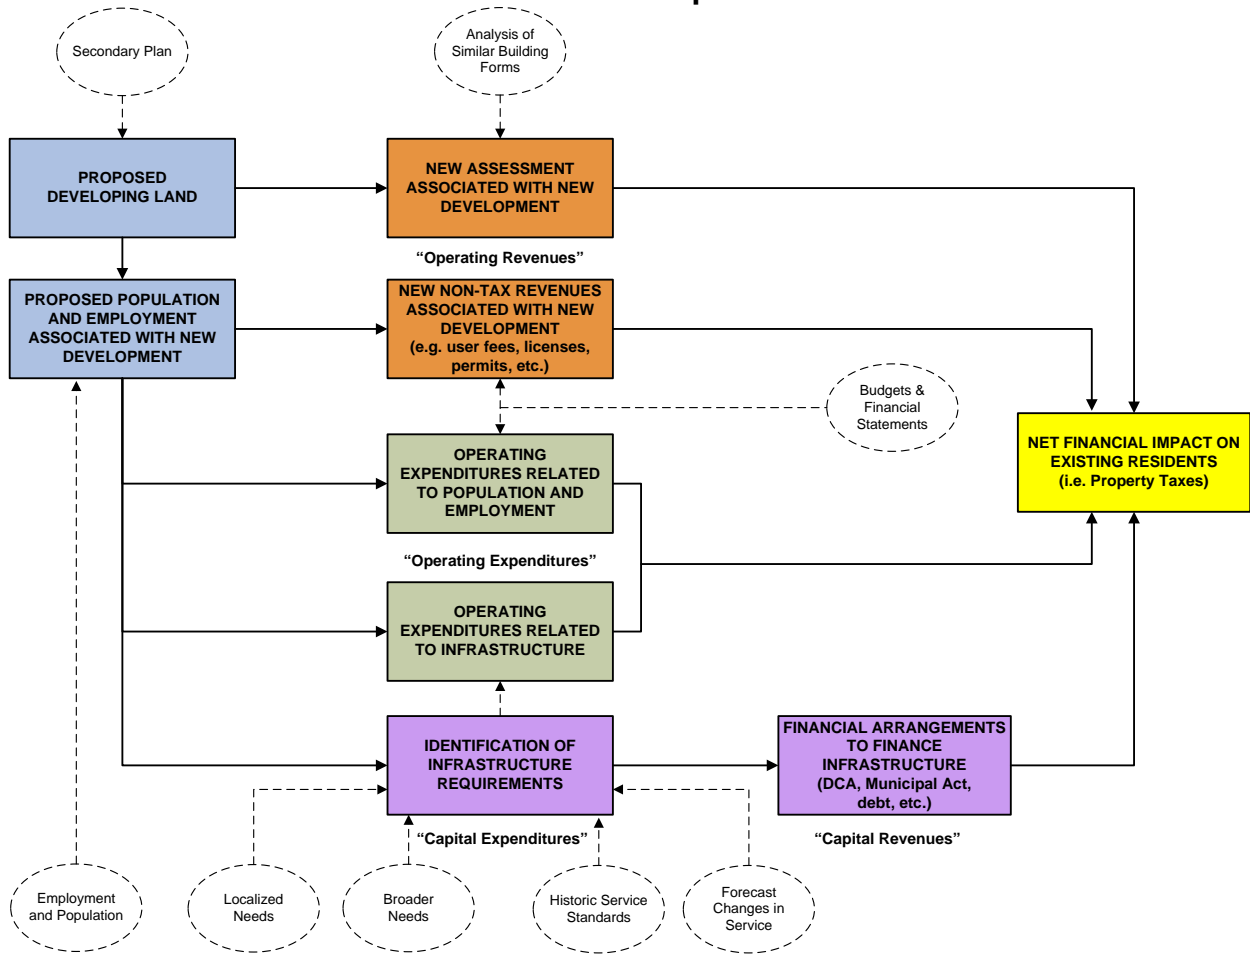 Secondary Plan
Analysis of
Similar Building
Forms
PROPOSED
DEVELOPING LAND
NEW ASSESSMENT
ASSOCIATED WITH NEW
DEVELOPMENT
“Operating Revenues”
PROPOSED POPULATION
AND EMPLOYMENT
ASSOCIATED WITH NEW
DEVELOPMENT
NEW NON-TAX REVENUES
ASSOCIATED WITH NEW
DEVELOPMENT
(e.g. user fees, licenses,
permits, etc.)
Budgets &
Financial
Statements
NET FINANCIAL IMPACT ON
EXISTING RESIDENTS
(i.e. Property Taxes)
OPERATING
EXPENDITURES RELATED
TO POPULATION AND
EMPLOYMENT
“Operating Expenditures”
OPERATING
EXPENDITURES RELATED
TO INFRASTRUCTURE
IDENTIFICATION OF
INFRASTRUCTURE
REQUIREMENTS
FINANCIAL ARRANGEMENTS
TO FINANCE
INFRASTRUCTURE
(DCA, Municipal Act,
debt, etc.)
“Capital Expenditures”
“Capital Revenues”
Employment
and Population
Localized
Needs
Broader
Needs
Historic Service
Standards
Forecast
Changes in
Service